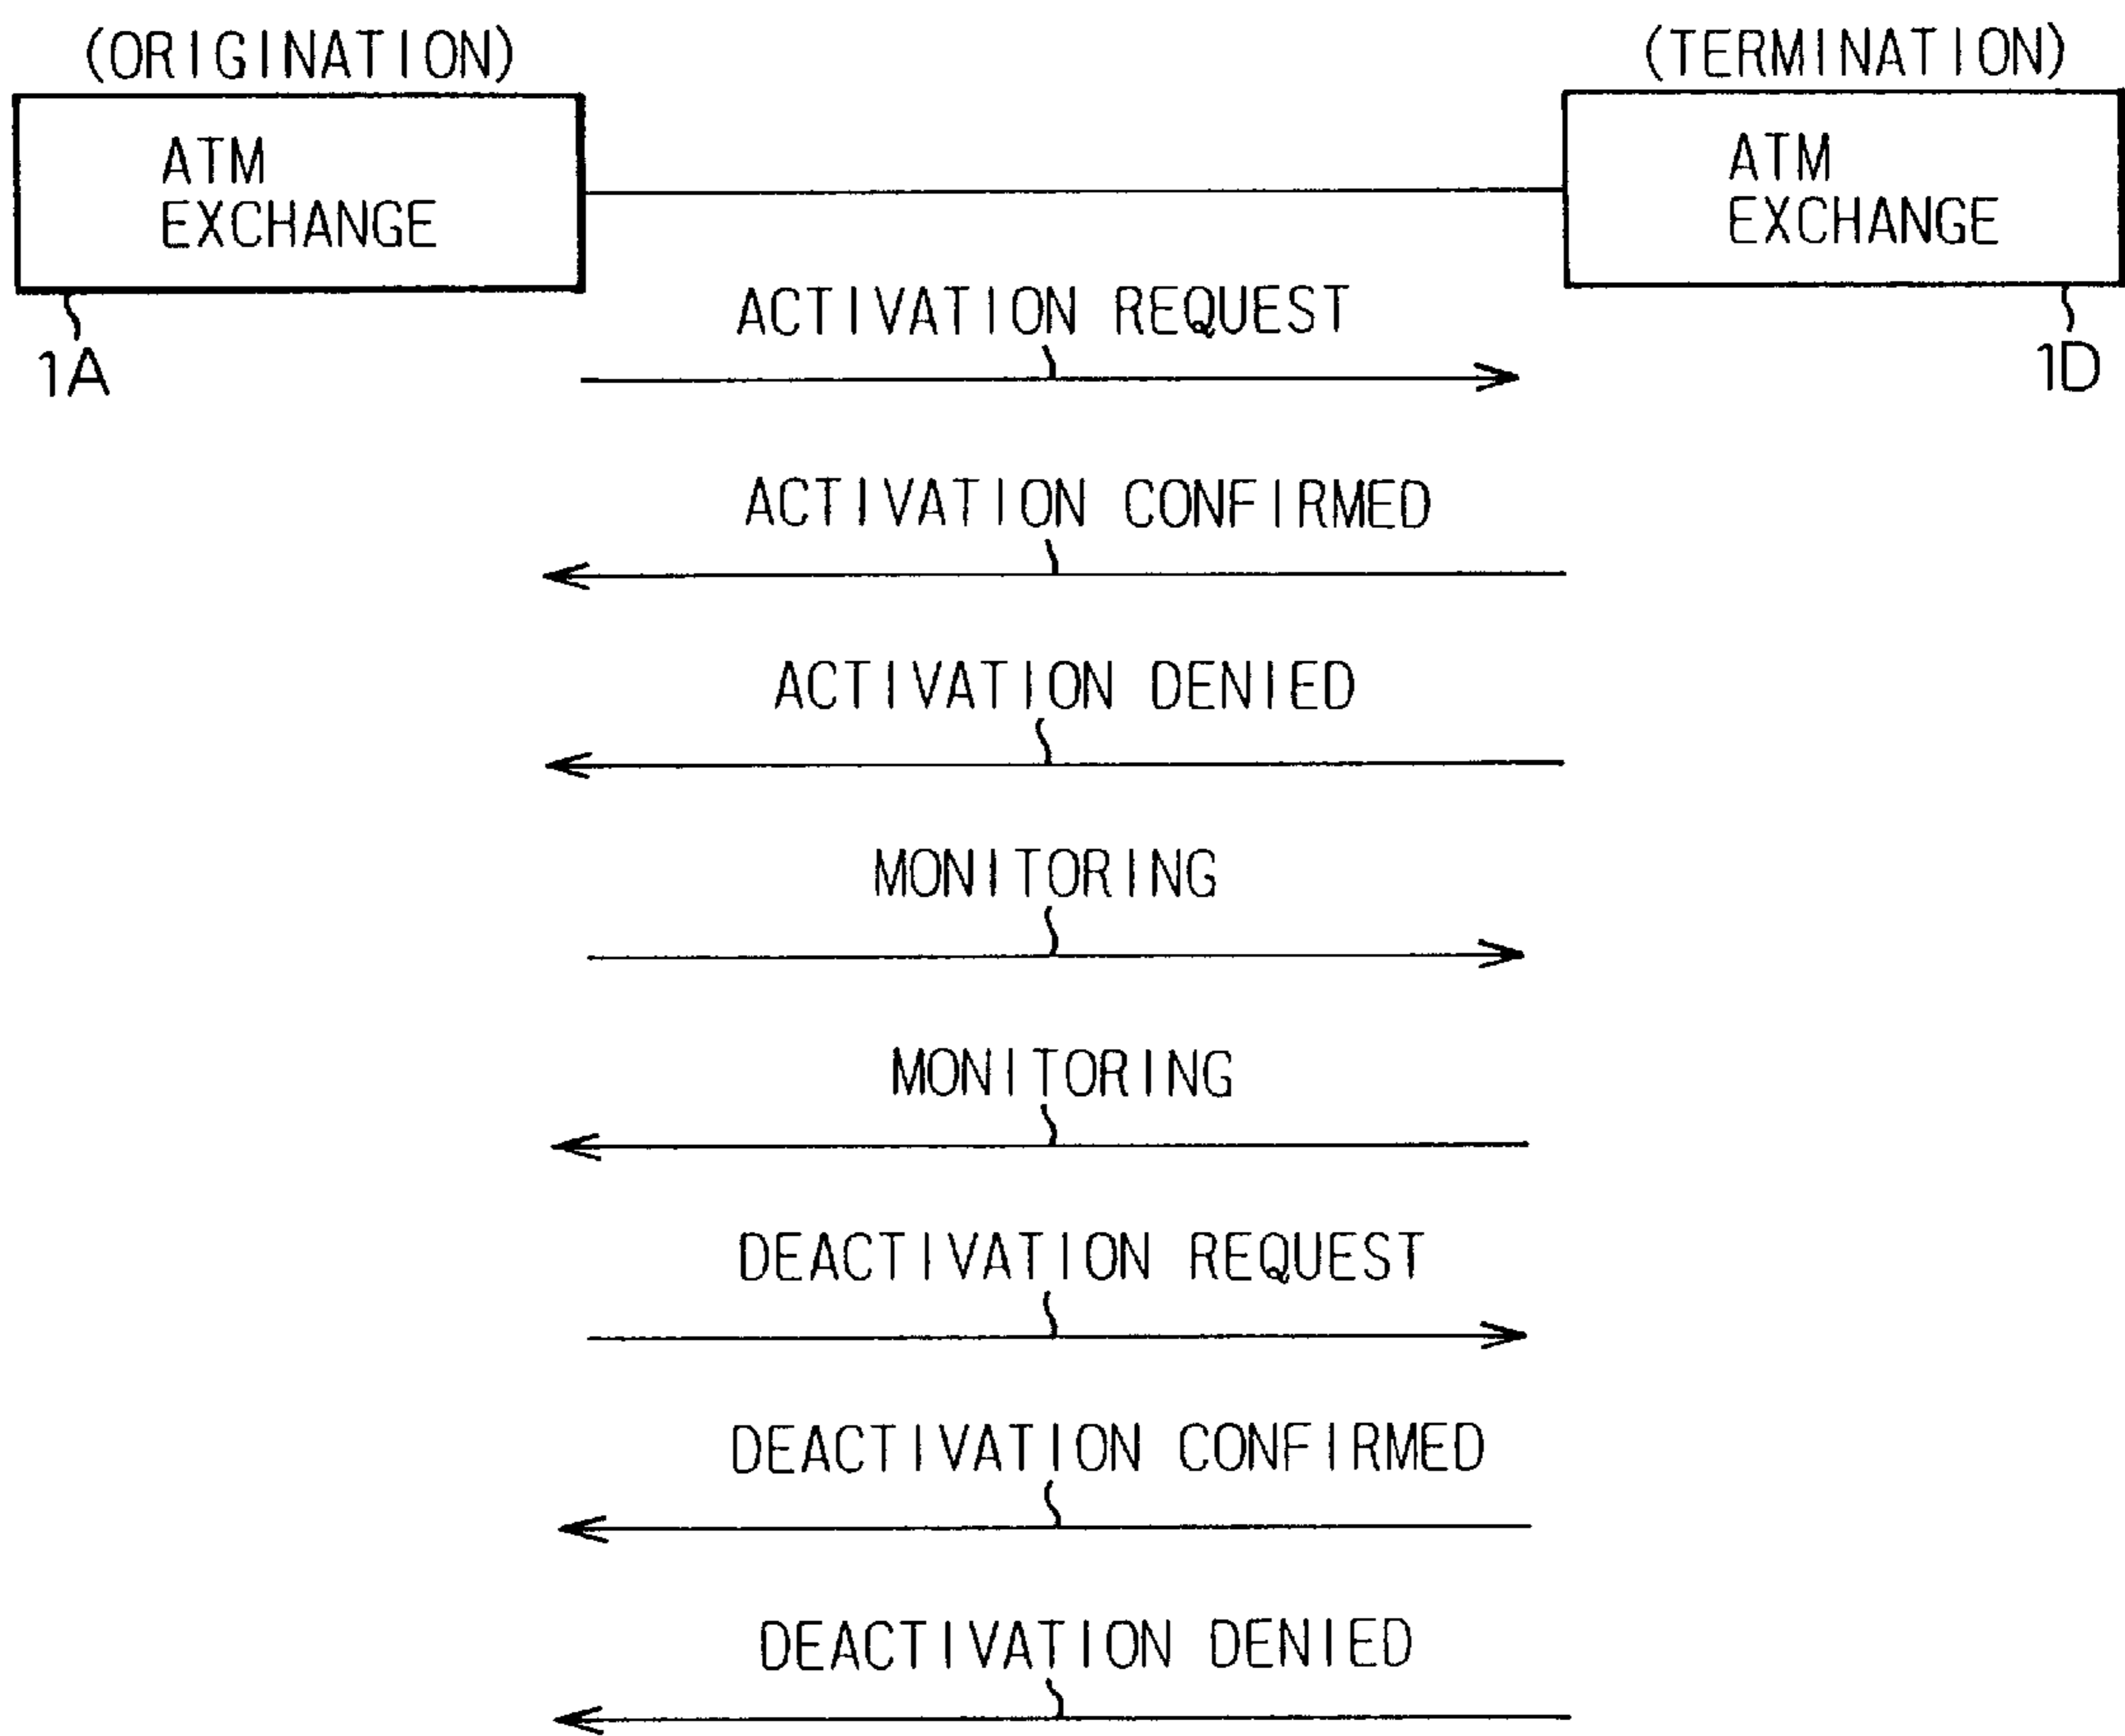 (ORIGINATION)
(TERMINATION)
ATM
EXCHANGE
ATM
EXCHANGE
1A
1D
ACTIVATION REQUEST
ACTIVATION CONFIRMED
ACTIVATION DENIED
MONITORING
MONITORING
DEACTIVATION REQUEST
DEACTIVATION CONFIRMED
DEACTIVATION DENIED